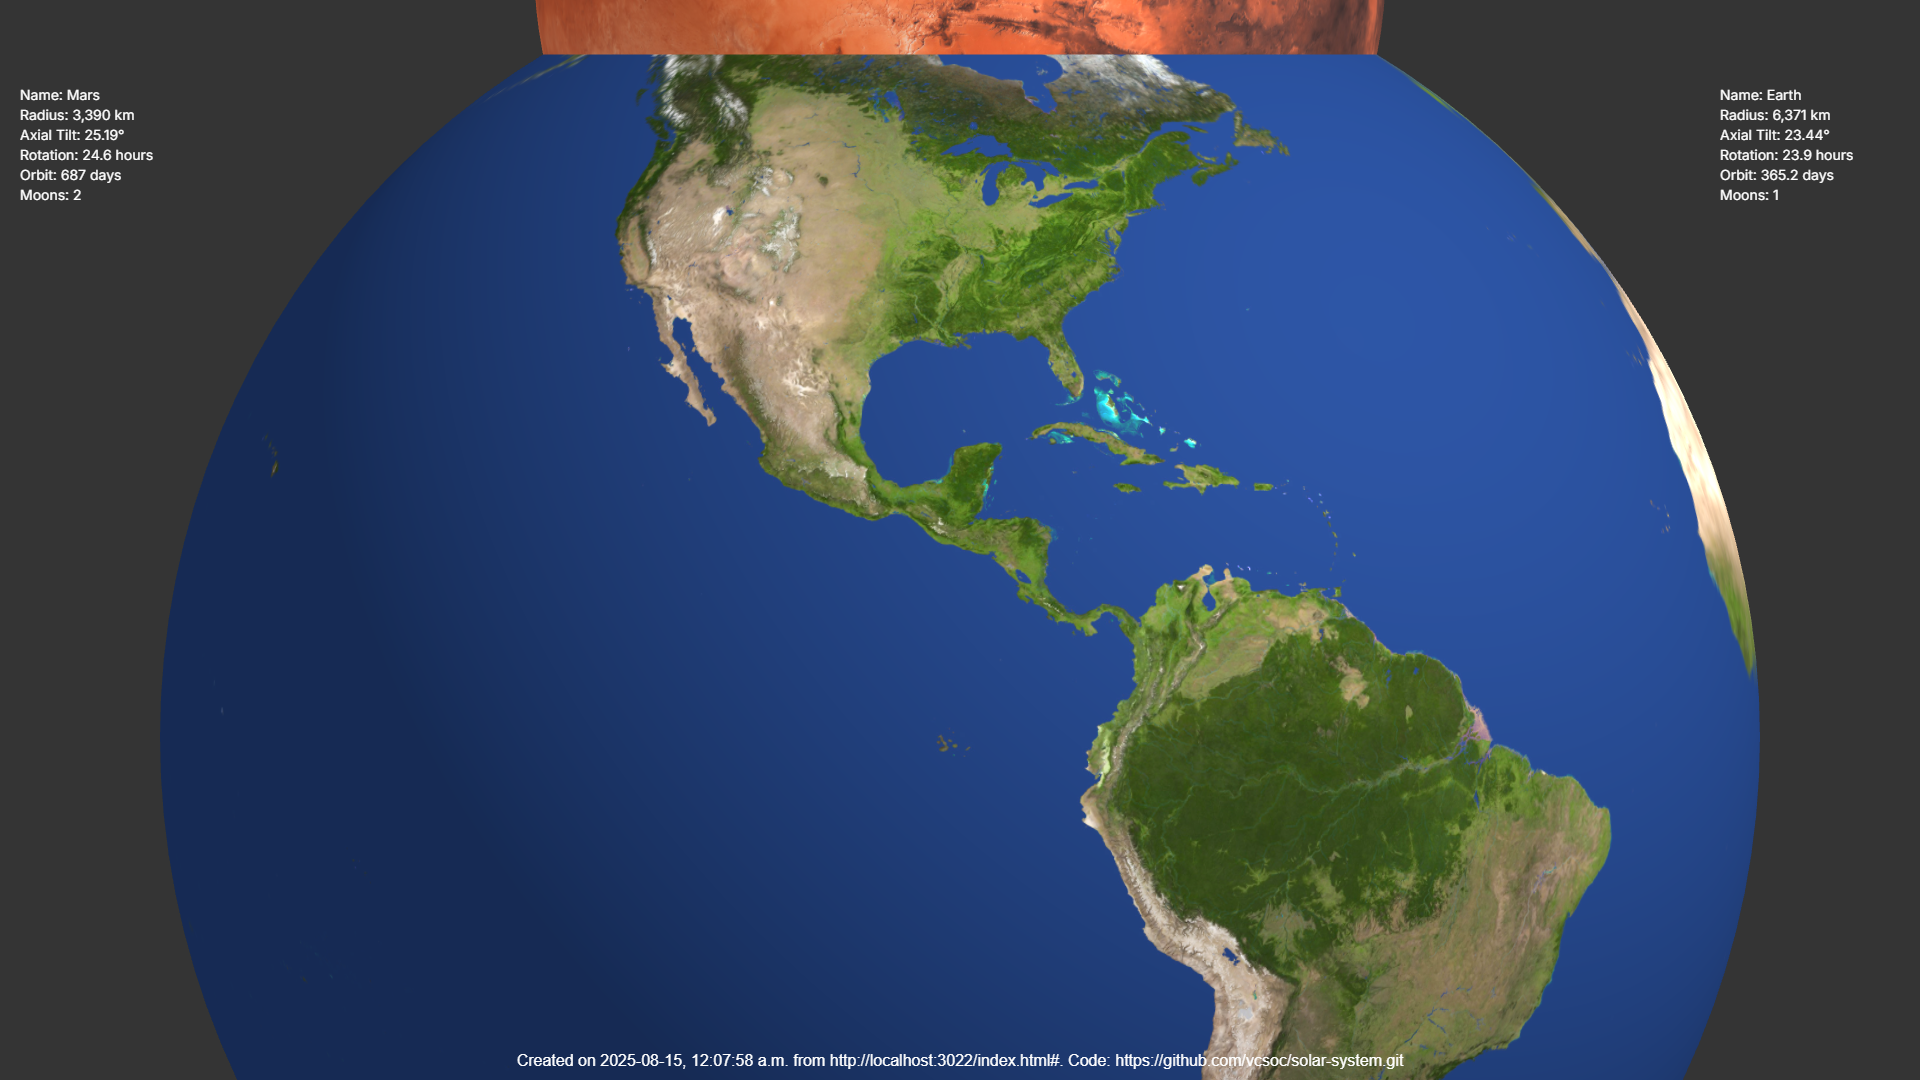 Name: Mars
Radius: 3,390 km
Axial Tilt: 25.19°
Rotation: 24.6 hours
Orbit: 687 days
Moons: 2
Name: Earth
Radius: 6,371 km
Axial Tilt: 23.44°
Rotation: 23.9 hours
Orbit: 365.2 days
Moons: 1
Created on 2025-08-15, 12:07:58 a.m. from http://localhost:3022/index.html#. Code: https://github.com/vcsoc/solar-system.git